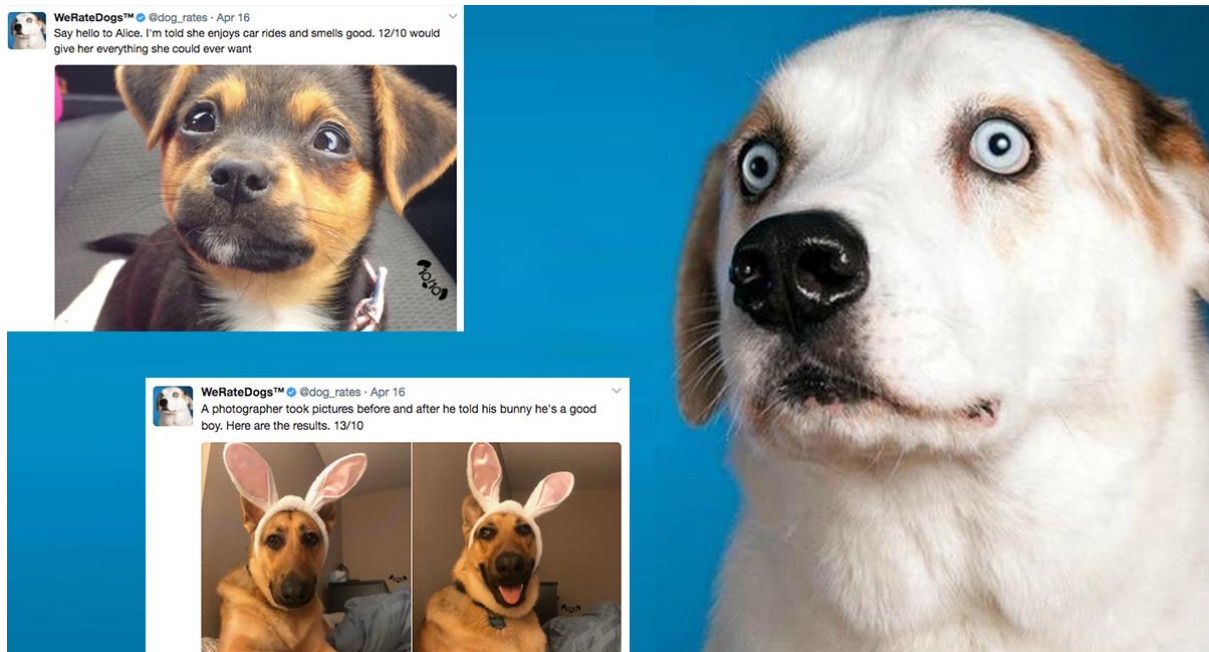 WeRateDogs™ @dog_rates · Apr 16
Say hello to Alice. I'm told she enjoys car rides and smells good. 12/10 would
give her everything she could ever want
10/10
WeRateDogs™ @dog_rates · Apr 16
A photographer took pictures before and after he told his bunny he's a good
boy. Here are the results. 13/10